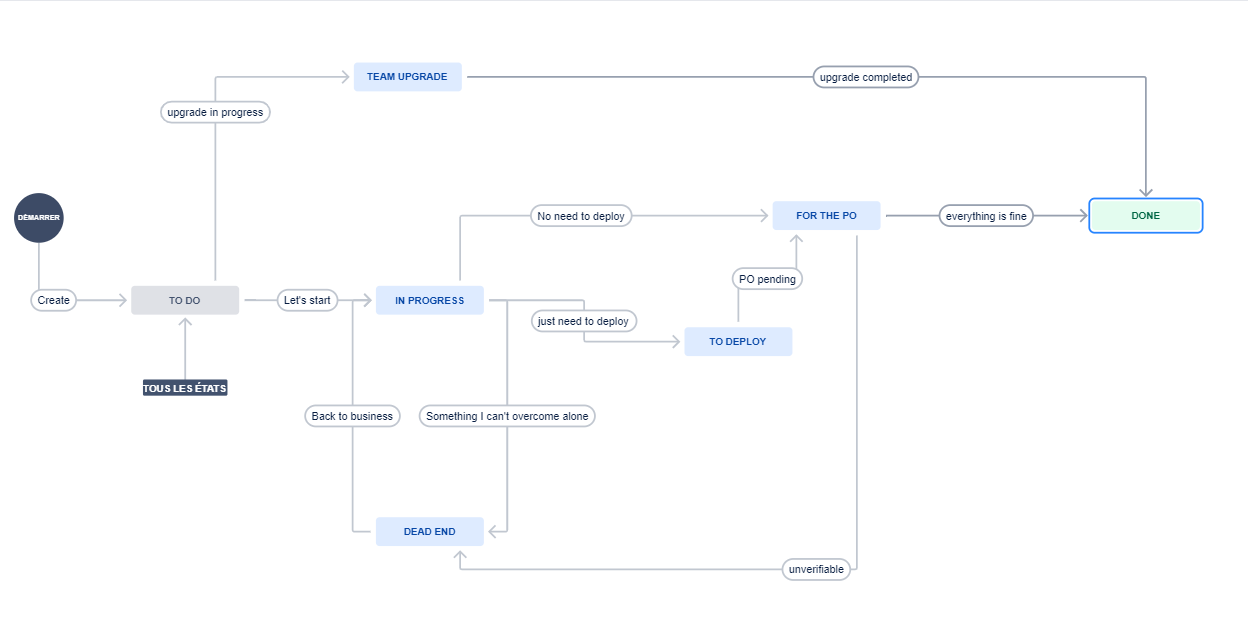 TEAM UPGRADE
upgrade completed
upgrade in progress
DÉMARRER
No need to deploy
FOR THE PO
everything is fine
DONE
PO pending
Create
TO DO
Let's start
IN PROGRESS
just need to deploy
TO DEPLOY
TOUS LES ÉTATS
Back to business
Something I can't overcome alone
DEAD END
unverifiable